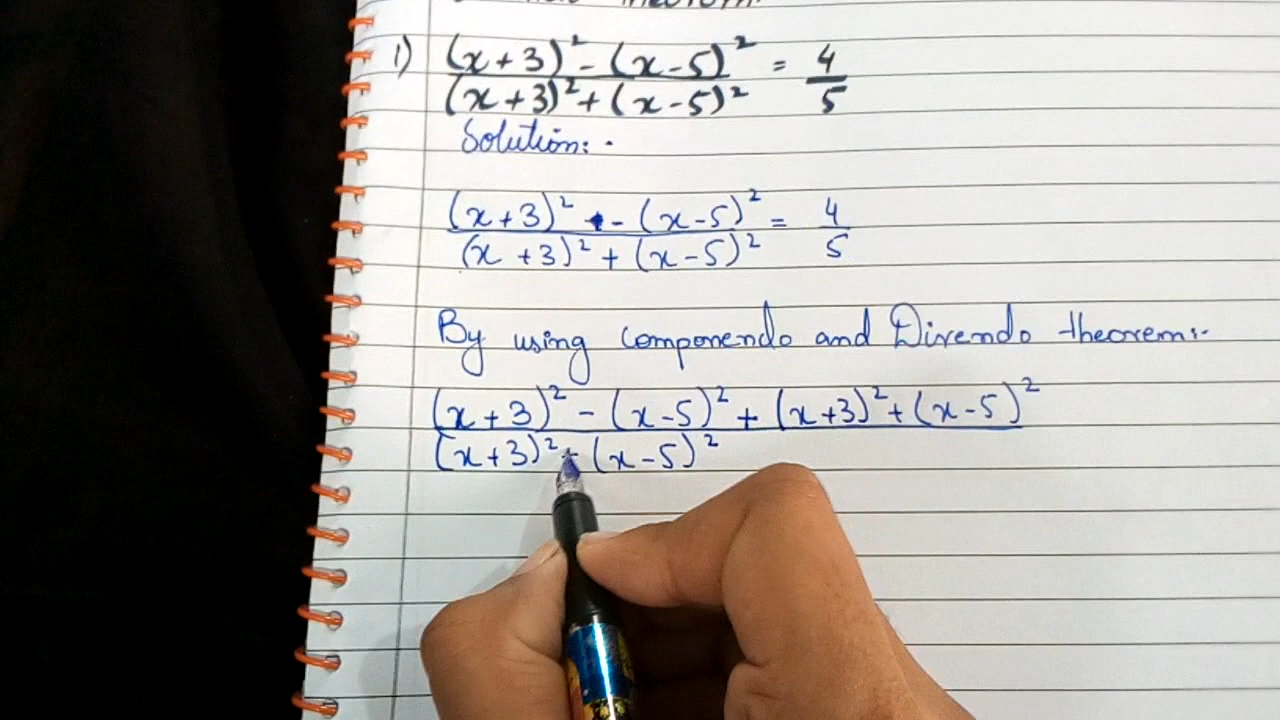 1) (x+3)² - (x-5)² / (x+3)² + (x-5)² = 4/5
Solution:.
(x+3)² - (x-5)² / (x+3)² + (x-5)² = 4/5
By using componendo and Divendo theorem:-
(x+3)² - (x-5)² + (x+3)² + (x-5)²
(x+3)² - (x-5)²